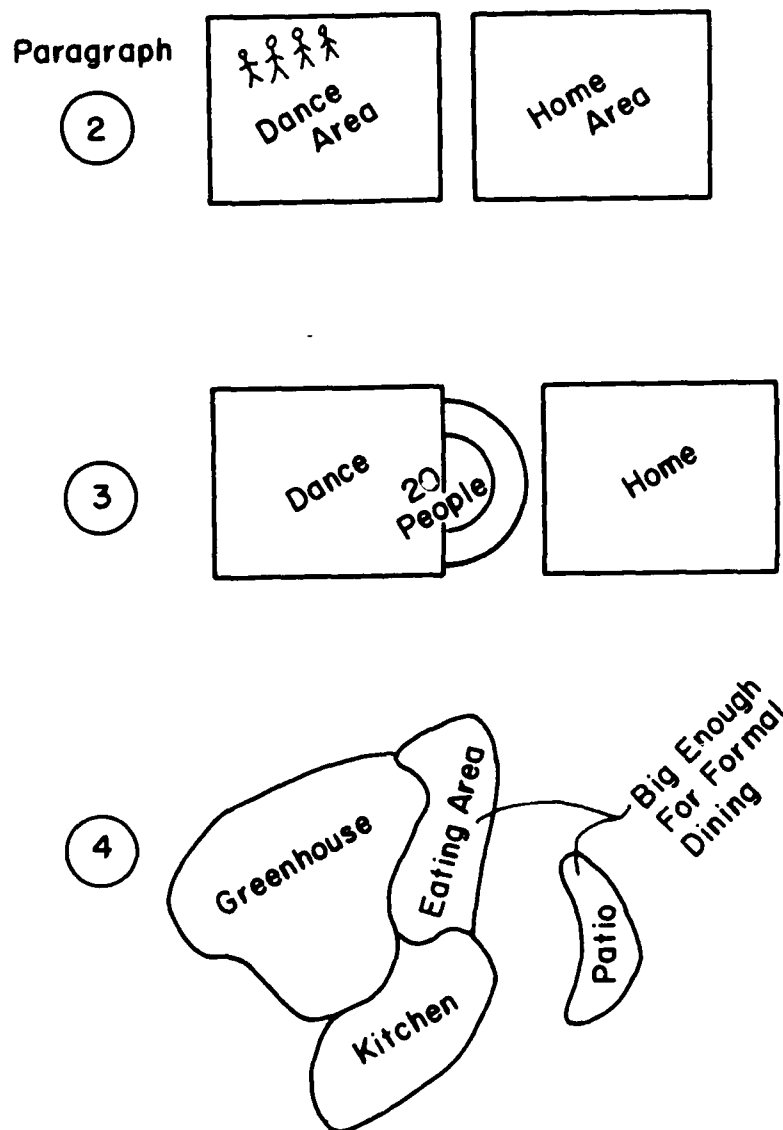 Paragraph
2
Dance
Area
Home
Area
3
Dance
20
People
Home
4
Greenhouse
Eating Area
Kitchen
Patio
Big Enough
For Formal
Dining